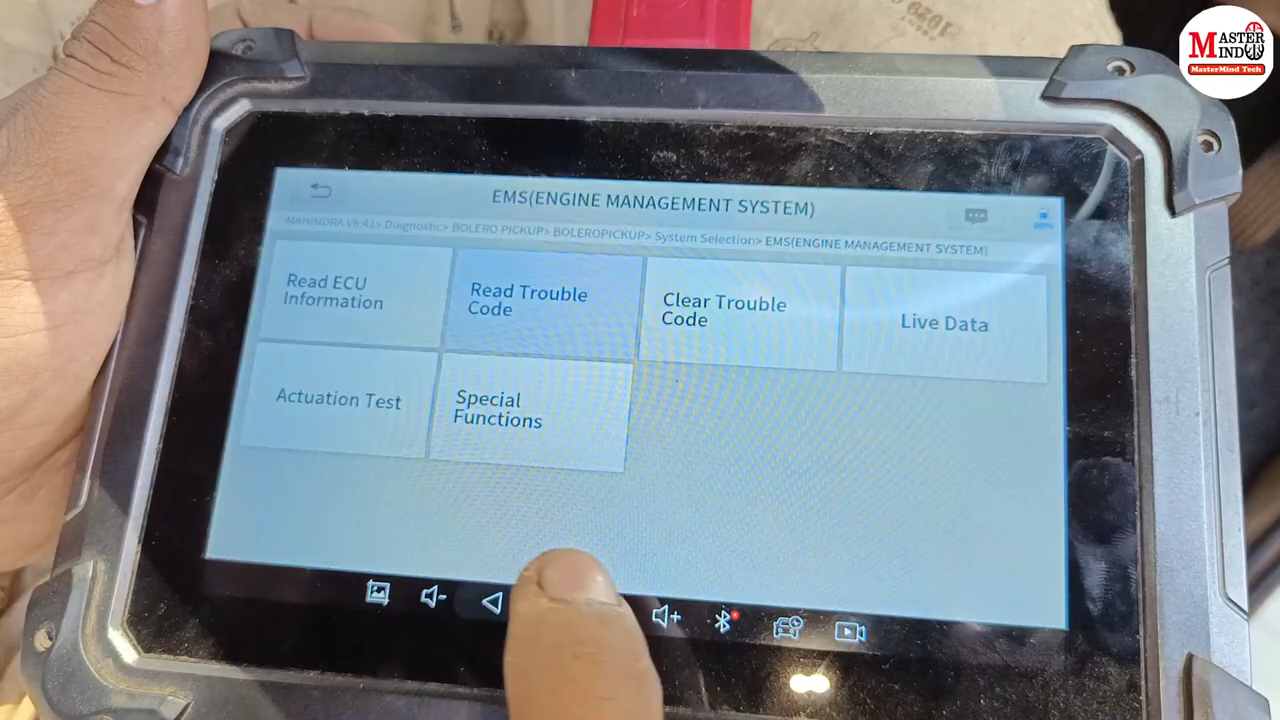 MASTER
MIND
MasterMind Tech
EMS(ENGINE MANAGEMENT SYSTEM)
MAHINDRA V8.41> Diagnostic> BOLERO PICKUP> BOLEROPICKUP> System Selection> EMS(ENGINE MANAGEMENT SYSTEM)
Read ECU
Information
Read Trouble
Code
Clear Trouble
Code
Live Data
Actuation Test
Special
Functions